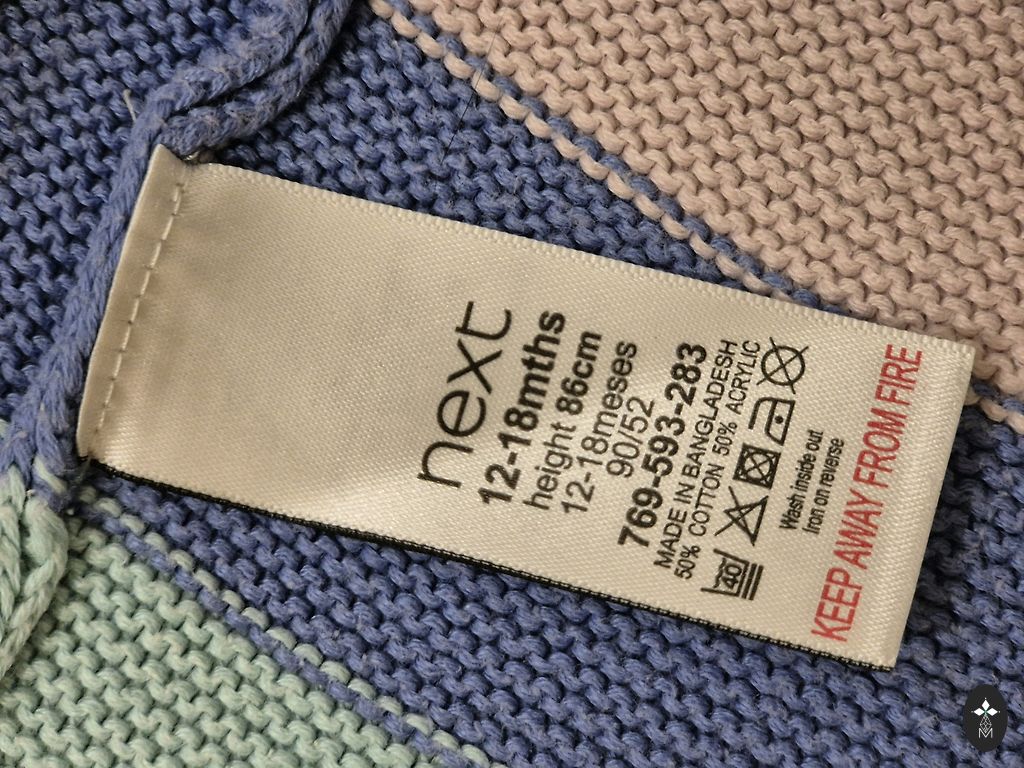 next
12-18mths
height 86cm
12-18meses
90/52
769-593-283
MADE IN BANGLADESH
50% COTTON 50% ACRYLIC
40
Wash inside out
Iron on reverse
KEEP AWAY FROM FIRE
M